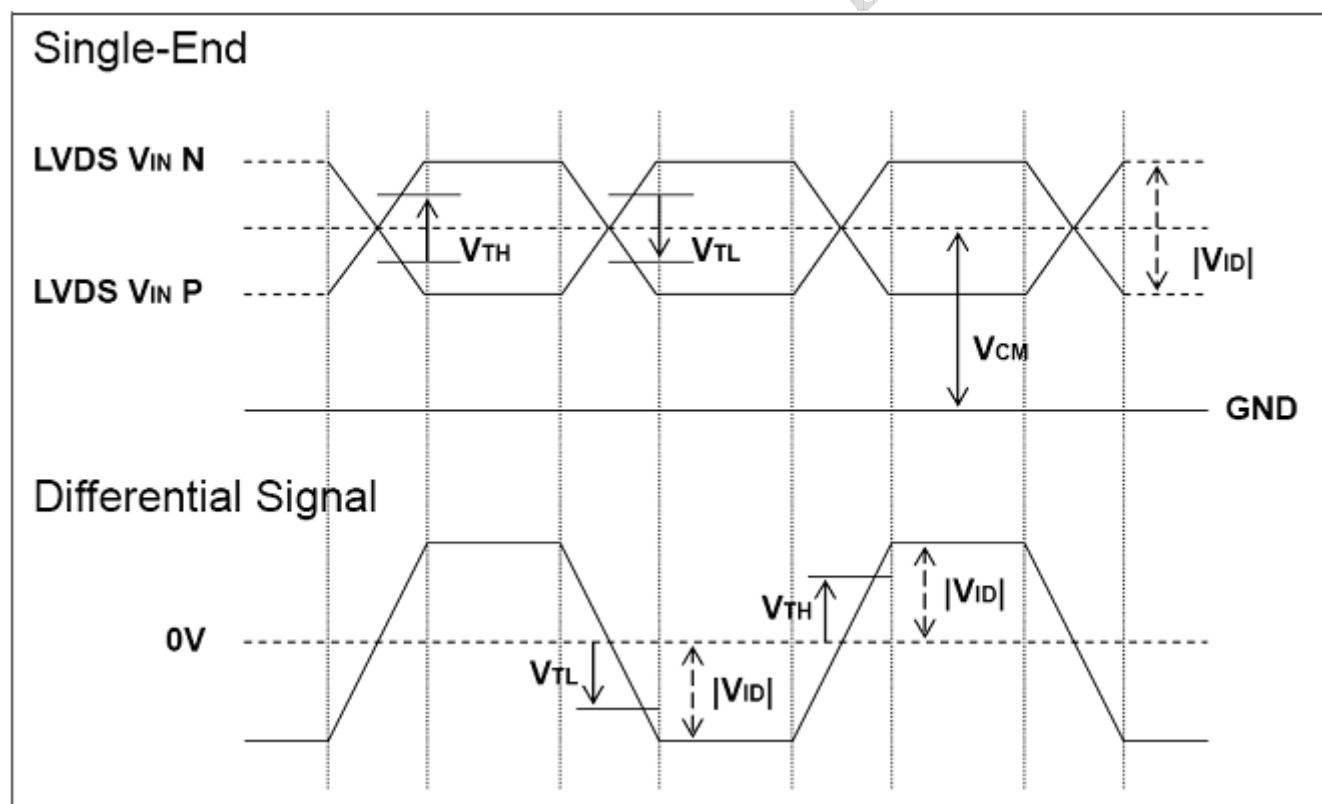 Single-End
LVDS VIN N
VTH
VTL
|VID|
LVDS VIN P
VCM
GND
Differential Signal
VTH
|VID|
0V
VTL
|VID|